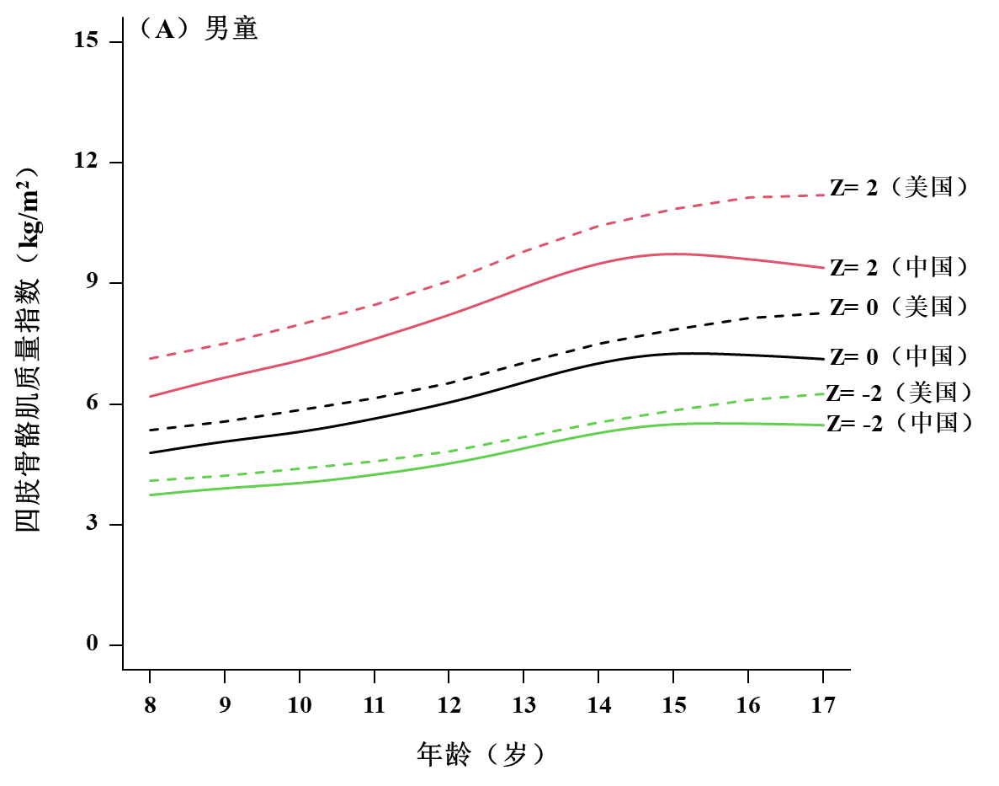 （A）男童
15
12
9
6
3
0
四肢骨骼肌质量指数（kg/m²）
Z= 2（美国）
Z= 2（中国）
Z= 0（美国）
Z= 0（中国）
Z= -2（美国）
Z= -2（中国）
8 9 10 11 12 13 14 15 16 17
年龄（岁）